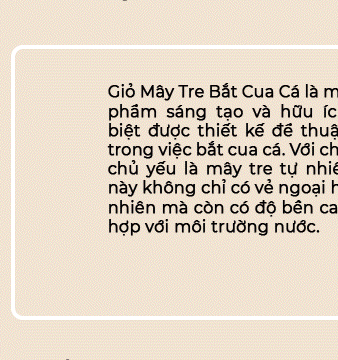 Giỏ Mây Tre Bắt Cua Cá là m
phẩm sáng tạo và hữu íc
biệt được thiết kế để thuậ
trong việc bắt cua cá. Với ch
chủ yếu là mây tre tự nhiê
này không chỉ có vẻ ngoại h
nhiên mà còn có độ bền ca
hợp với môi trường nước.